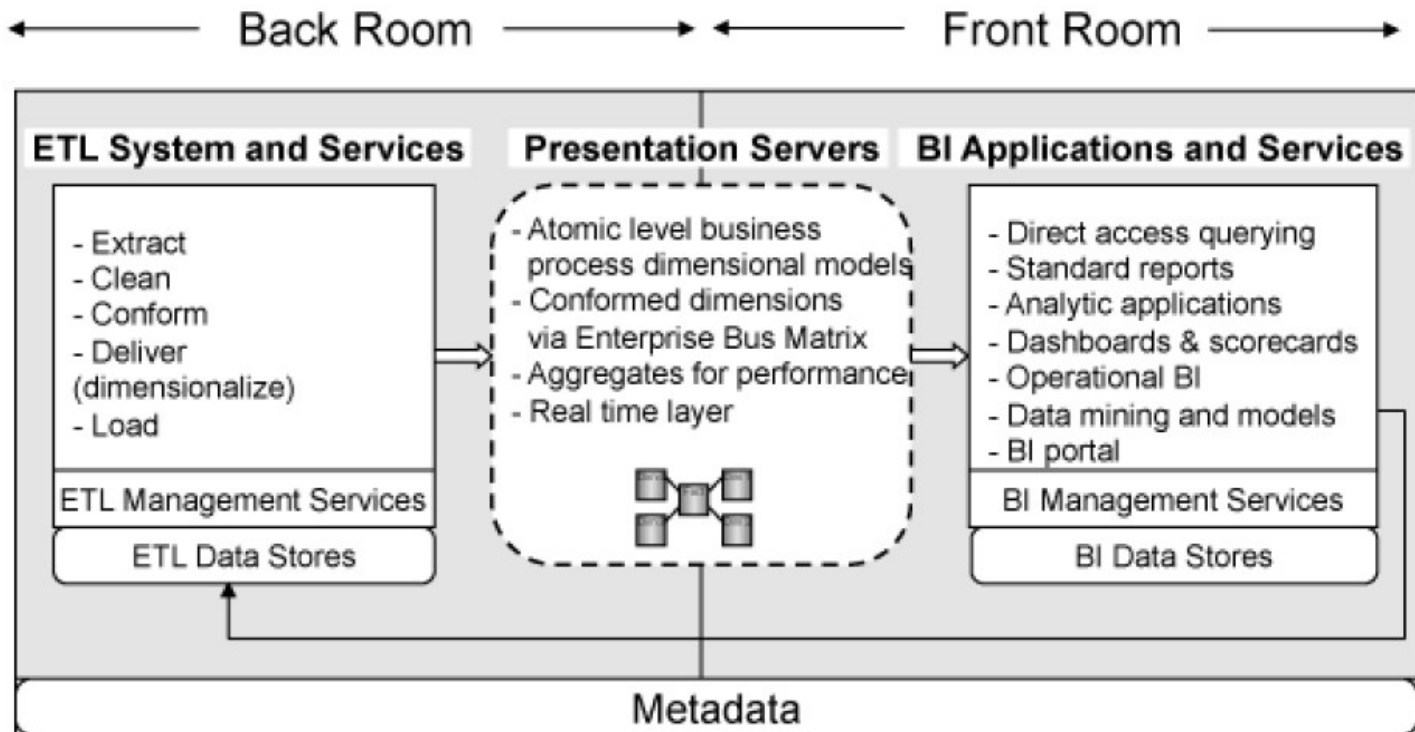 Back Room
Front Room
ETL System and Services
- Extract
- Clean
- Conform
- Deliver
(dimensionalize)
- Load
ETL Management Services
ETL Data Stores
Presentation Servers
- Atomic level business
process dimensional models
- Conformed dimensions
via Enterprise Bus Matrix
- Aggregates for performance
- Real time layer
BI Applications and Services
- Direct access querying
- Standard reports
- Analytic applications
- Dashboards & scorecards
- Operational BI
- Data mining and models
- BI portal
BI Management Services
BI Data Stores
Metadata